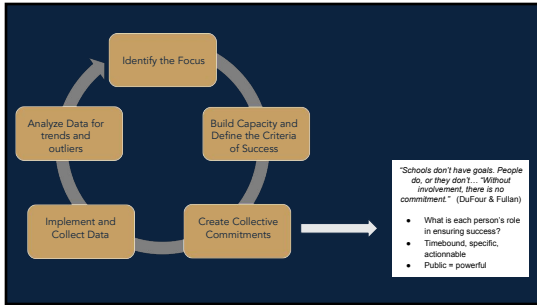 Identify the Focus
Build Capacity and
Define the Criteria
of Success
Create Collective
Commitments
Implement and
Collect Data
Analyze Data for
trends and
outliers
"Schools don't have goals. People
do, or they don't… "Without
involvement, there is no
commitment." (DuFour & Fullan)
● What is each person's role
in ensuring success?
● Timebound, specific,
actionnable
● Public = powerful